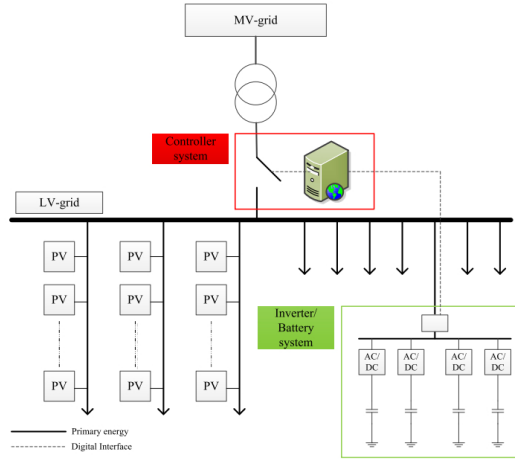 MV-grid
Controller
system
LV-grid
PV
PV
PV
PV
PV
PV
PV
PV
PV
Inverter/
Battery
system
AC/
DC
AC/
DC
AC/
DC
AC/
DC
Primary energy
Digital Interface